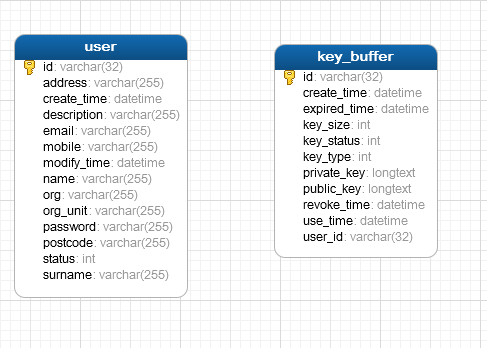 user
id: varchar(32)
address: varchar(255)
create_time: datetime
description: varchar(255)
email: varchar(255)
mobile: varchar(255)
modify_time: datetime
name: varchar(255)
org: varchar(255)
org_unit: varchar(255)
password: varchar(255)
postcode: varchar(255)
status: int
surname: varchar(255)
key_buffer
id: varchar(32)
create_time: datetime
expired_time: datetime
key_size: int
key_status: int
key_type: int
private_key: longtext
public_key: longtext
revoke_time: datetime
use_time: datetime
user_id: varchar(32)